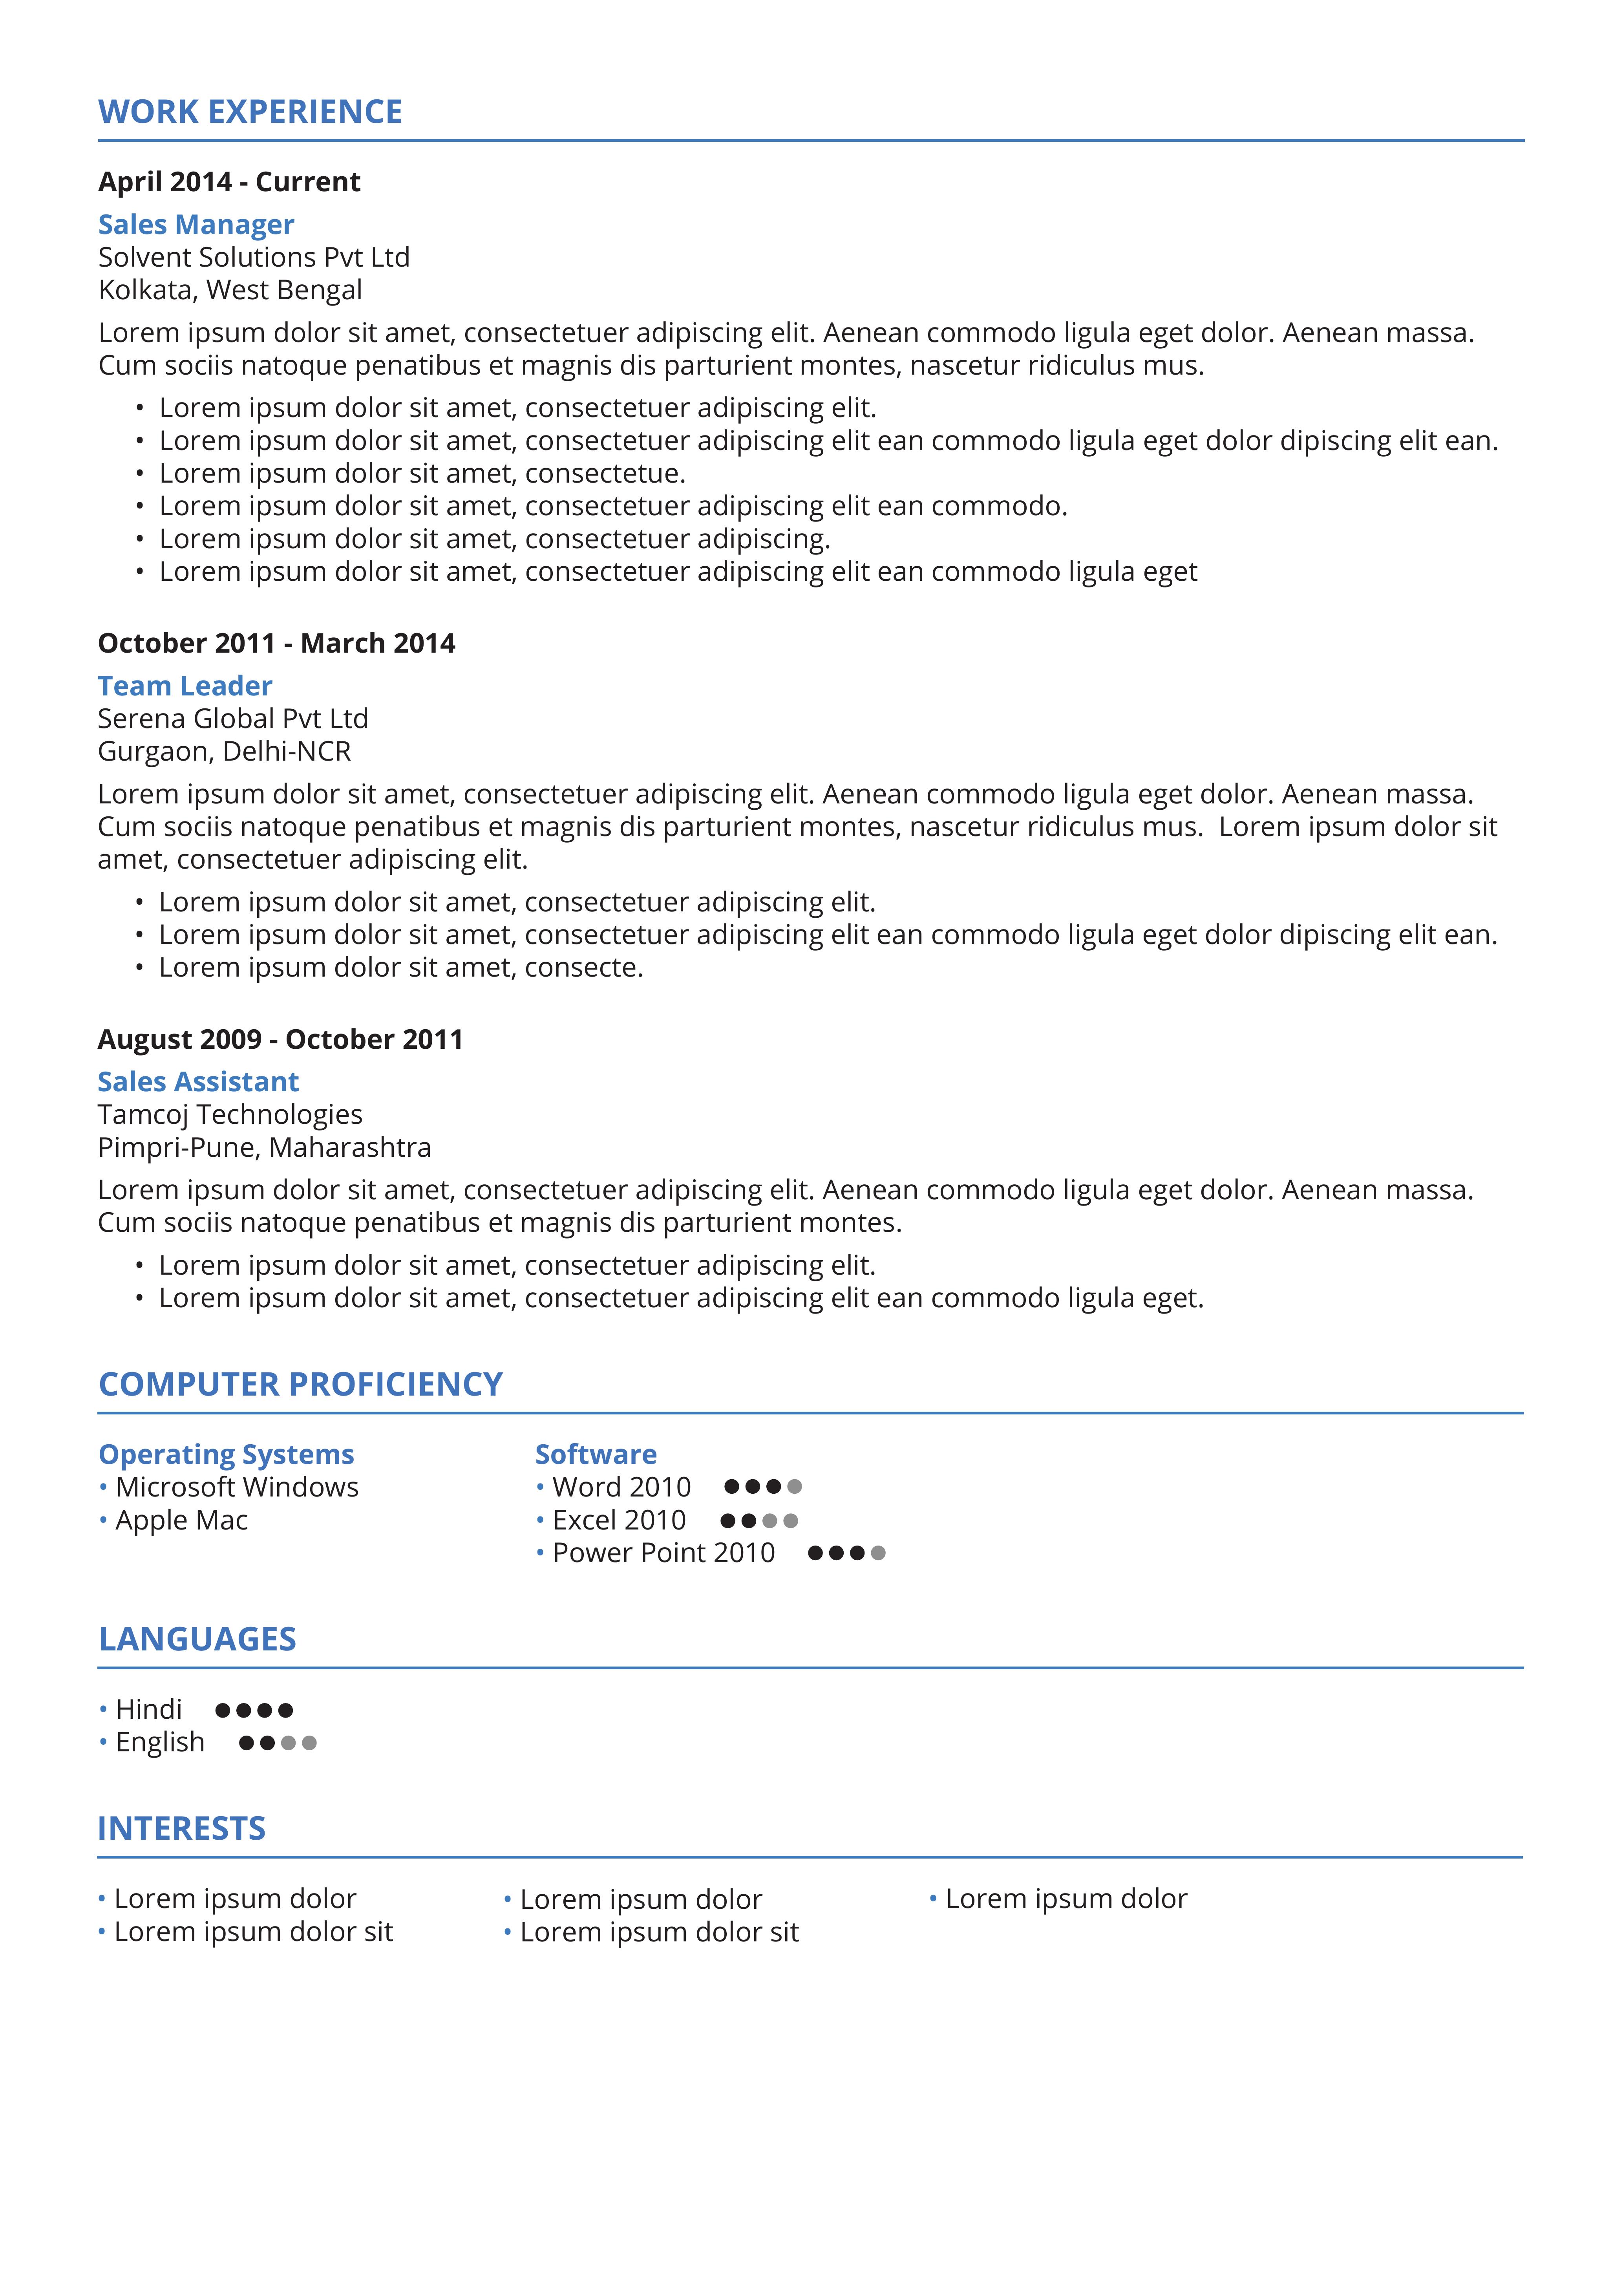 WORK EXPERIENCE
April 2014 - Current
Sales Manager
Solvent Solutions Pvt Ltd
Kolkata, West Bengal
Lorem ipsum dolor sit amet, consectetuer adipiscing elit. Aenean commodo ligula eget dolor. Aenean massa.
Cum sociis natoque penatibus et magnis dis parturient montes, nascetur ridiculus mus.
• Lorem ipsum dolor sit amet, consectetuer adipiscing elit.
• Lorem ipsum dolor sit amet, consectetuer adipiscing elit ean commodo ligula eget dolor dipiscing elit ean.
• Lorem ipsum dolor sit amet, consectetue.
• Lorem ipsum dolor sit amet, consectetuer adipiscing elit ean commodo.
• Lorem ipsum dolor sit amet, consectetuer adipiscing.
• Lorem ipsum dolor sit amet, consectetuer adipiscing elit ean commodo ligula eget
October 2011 - March 2014
Team Leader
Serena Global Pvt Ltd
Gurgaon, Delhi-NCR
Lorem ipsum dolor sit amet, consectetuer adipiscing elit. Aenean commodo ligula eget dolor. Aenean massa.
Cum sociis natoque penatibus et magnis dis parturient montes, nascetur ridiculus mus.  Lorem ipsum dolor sit
amet, consectetuer adipiscing elit.
• Lorem ipsum dolor sit amet, consectetuer adipiscing elit.
• Lorem ipsum dolor sit amet, consectetuer adipiscing elit ean commodo ligula eget dolor dipiscing elit ean.
• Lorem ipsum dolor sit amet, consecte.
August 2009 - October 2011
Sales Assistant
Tamcoj Technologies
Pimpri-Pune, Maharashtra
Lorem ipsum dolor sit amet, consectetuer adipiscing elit. Aenean commodo ligula eget dolor. Aenean massa.
Cum sociis natoque penatibus et magnis dis parturient montes.
• Lorem ipsum dolor sit amet, consectetuer adipiscing elit.
• Lorem ipsum dolor sit amet, consectetuer adipiscing elit ean commodo ligula eget.
COMPUTER PROFICIENCY
Operating Systems
• Microsoft Windows
• Apple Mac
Software
• Word 2010
• Excel 2010
• Power Point 2010
LANGUAGES
• Hindi
• English
INTERESTS
• Lorem ipsum dolor
• Lorem ipsum dolor sit
• Lorem ipsum dolor
• Lorem ipsum dolor sit
• Lorem ipsum dolor